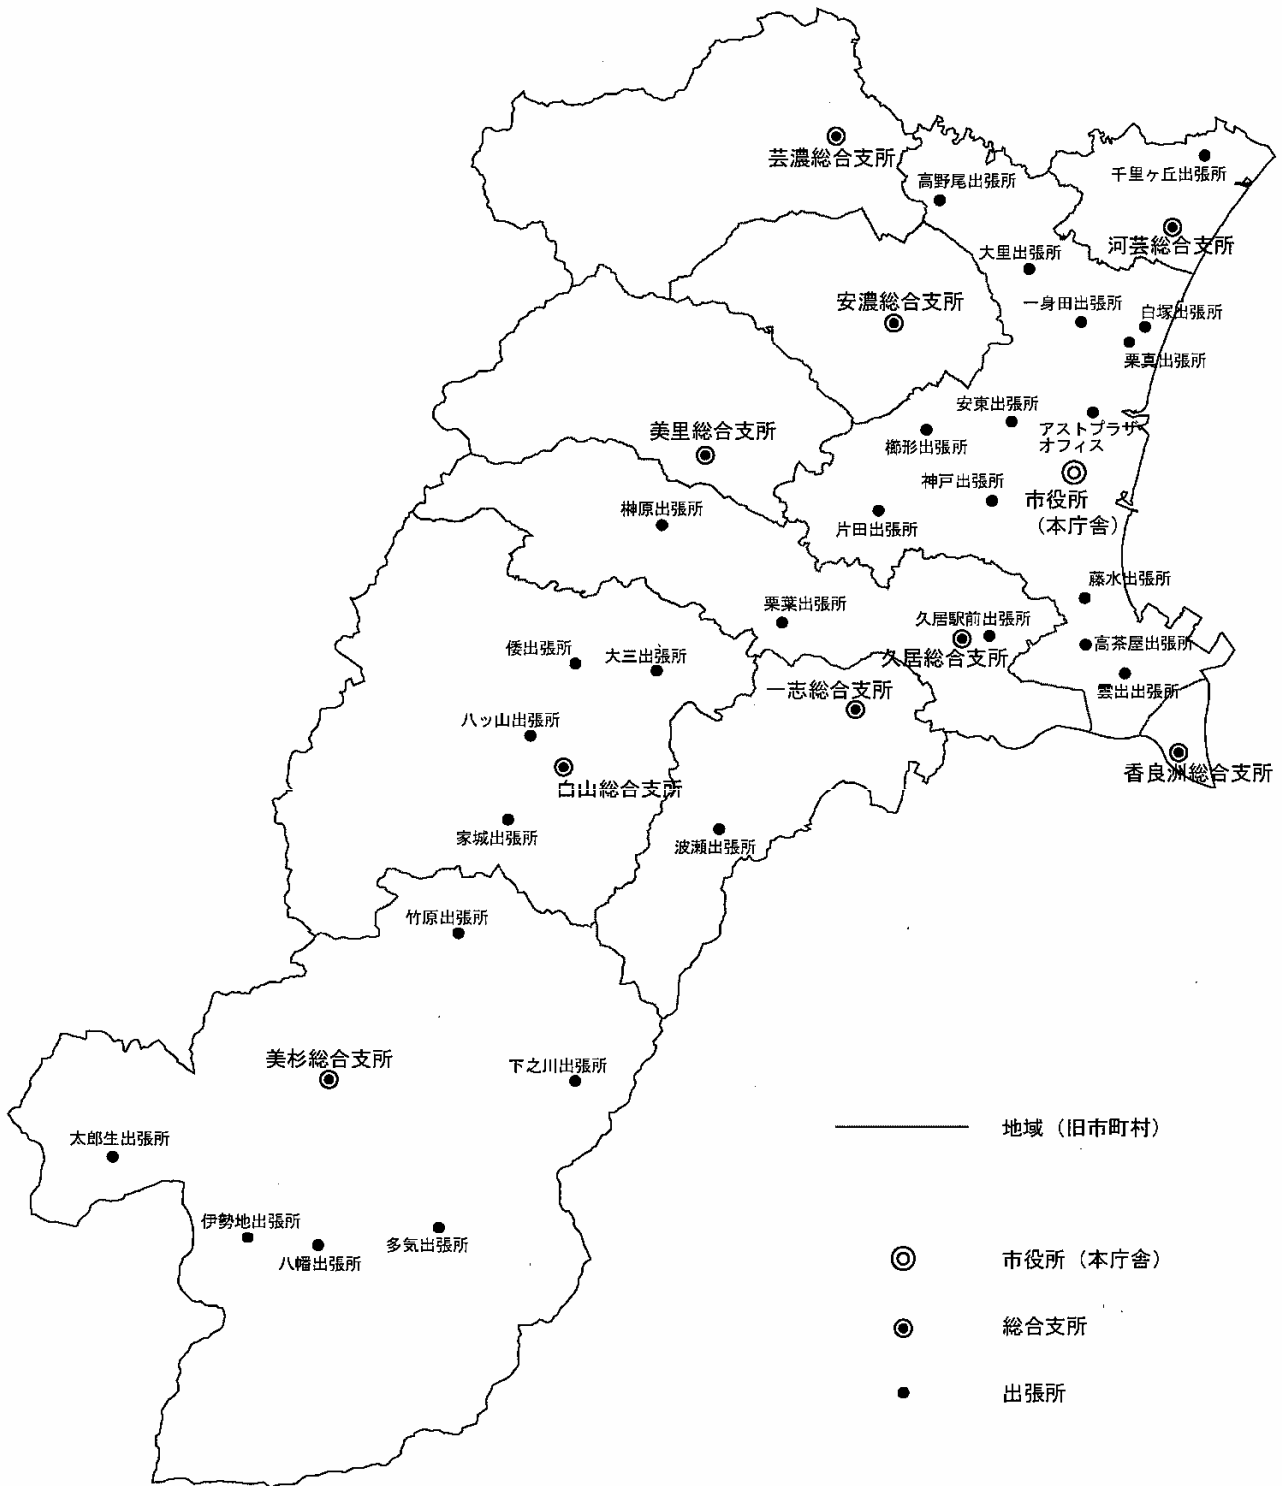 芸濃総合支所
千里ヶ丘出張所
高野尾出張所
河芸総合支所
大里出張所
安濃総合支所
一身田出張所
白塚出張所
栗真出張所
安東出張所
アストプラザ
オフィス
美里総合支所
櫛形出張所
神戸出張所
市役所
（本庁舎）
榊原出張所
片田出張所
藤水出張所
栗葉出張所
久居駅前出張所
高茶屋出張所
倭出張所
大三出張所
久居総合支所
一志総合支所
雲出出張所
八ッ山出張所
香良洲総合支所
白山総合支所
家城出張所
波瀬出張所
竹原出張所
美杉総合支所
下之川出張所
地域（旧市町村）
太郎生出張所
伊勢地出張所
多気出張所
八幡出張所
市役所（本庁舎）
総合支所
出張所